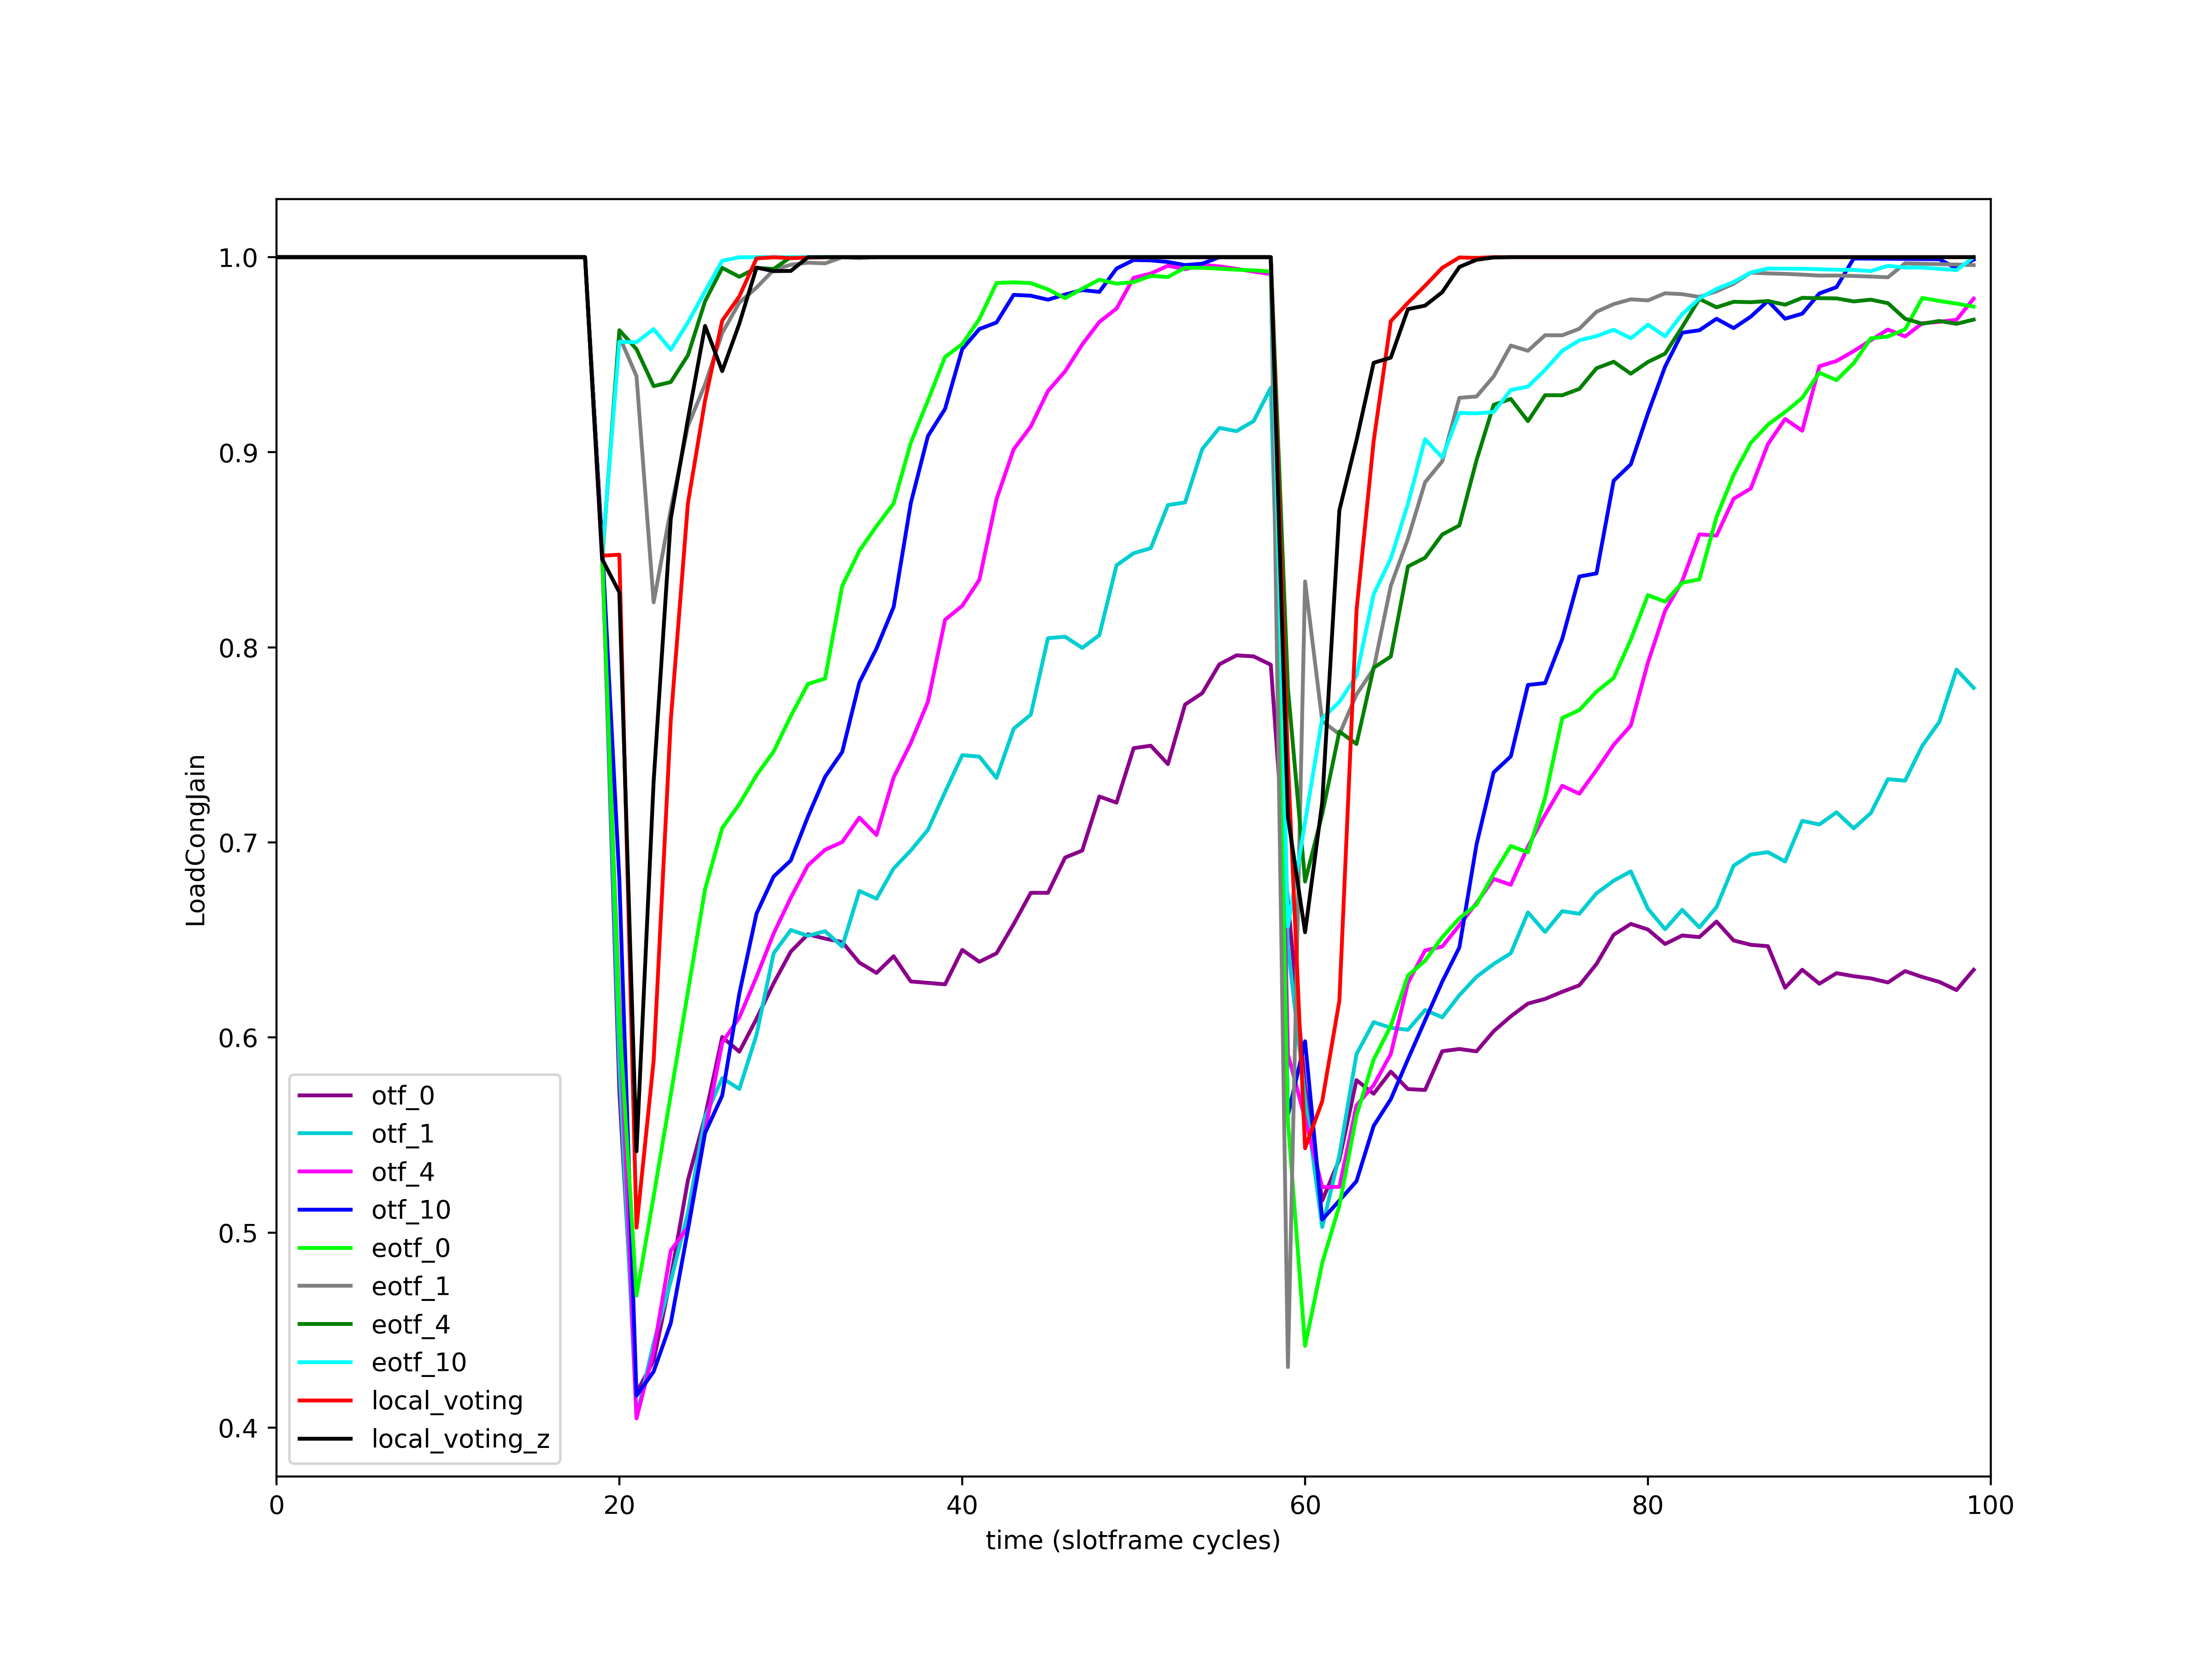 1.0
0.9
0.8
0.7
0.6
0.5
0.4
LoadCongJain
otf_0
otf_1
otf_4
otf_10
eotf_0
eotf_1
eotf_4
eotf_10
local_voting
local_voting_z
0 20 40 60 80 100
time (slotframe cycles)